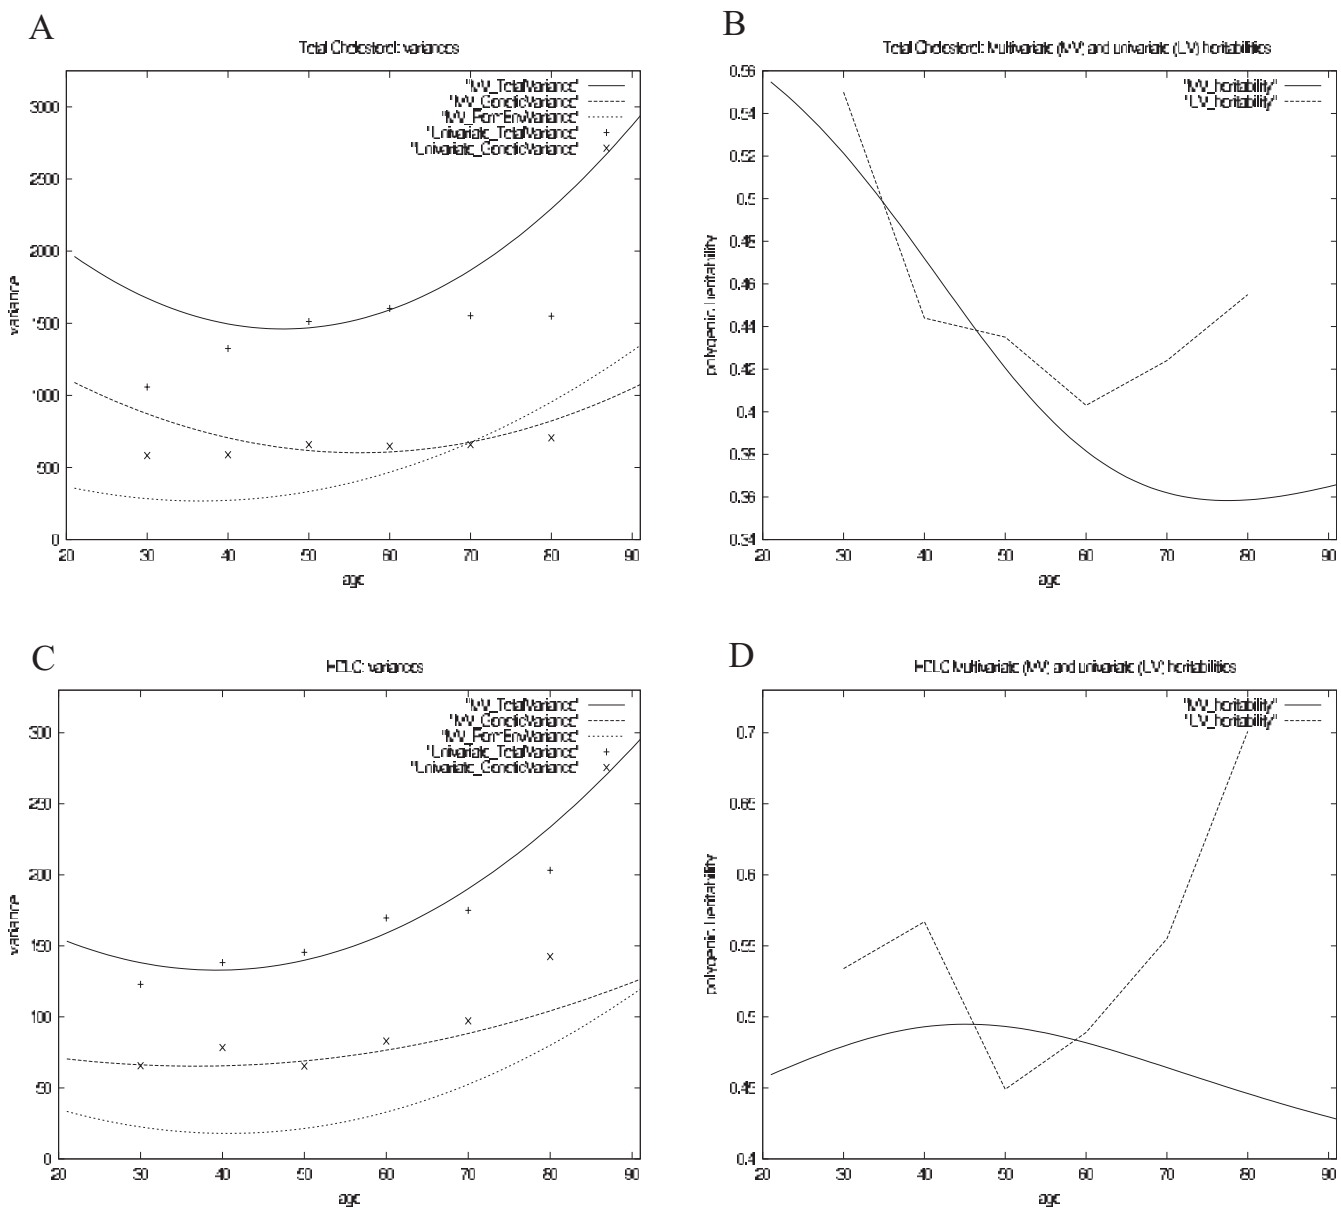 A
Total Cholesterol: variances
"MV_TotalVariance"
"MV_GeneticVariance"
"MV_PermEnvVariance"
"Univariate_TotalVariance"
"Univariate_GeneticVariance"
3000
2500
2000
1500
1000
500
0
variance
20 30 40 50 60 70 80 90
age
B
Total Cholesterol: Multivariate (MV) and univariate (UV) heritabilities
"MV_heritability"
"UV_heritability"
0.56
0.54
0.52
0.5
0.48
0.46
0.44
0.42
0.4
0.38
0.36
0.34
polygenic heritability
20 30 40 50 60 70 80 90
age
C
HDLC: variances
"MV_TotalVariance"
"MV_GeneticVariance"
"MV_PermEnvVariance"
"Univariate_TotalVariance"
"Univariate_GeneticVariance"
300
250
200
150
100
50
0
variance
20 30 40 50 60 70 80 90
age
D
HDLC Multivariate (MV) and univariate (UV) heritabilities
"MV_heritability"
"UV_heritability"
0.7
0.65
0.6
0.55
0.5
0.45
0.4
polygenic heritability
20 30 40 50 60 70 80 90
age